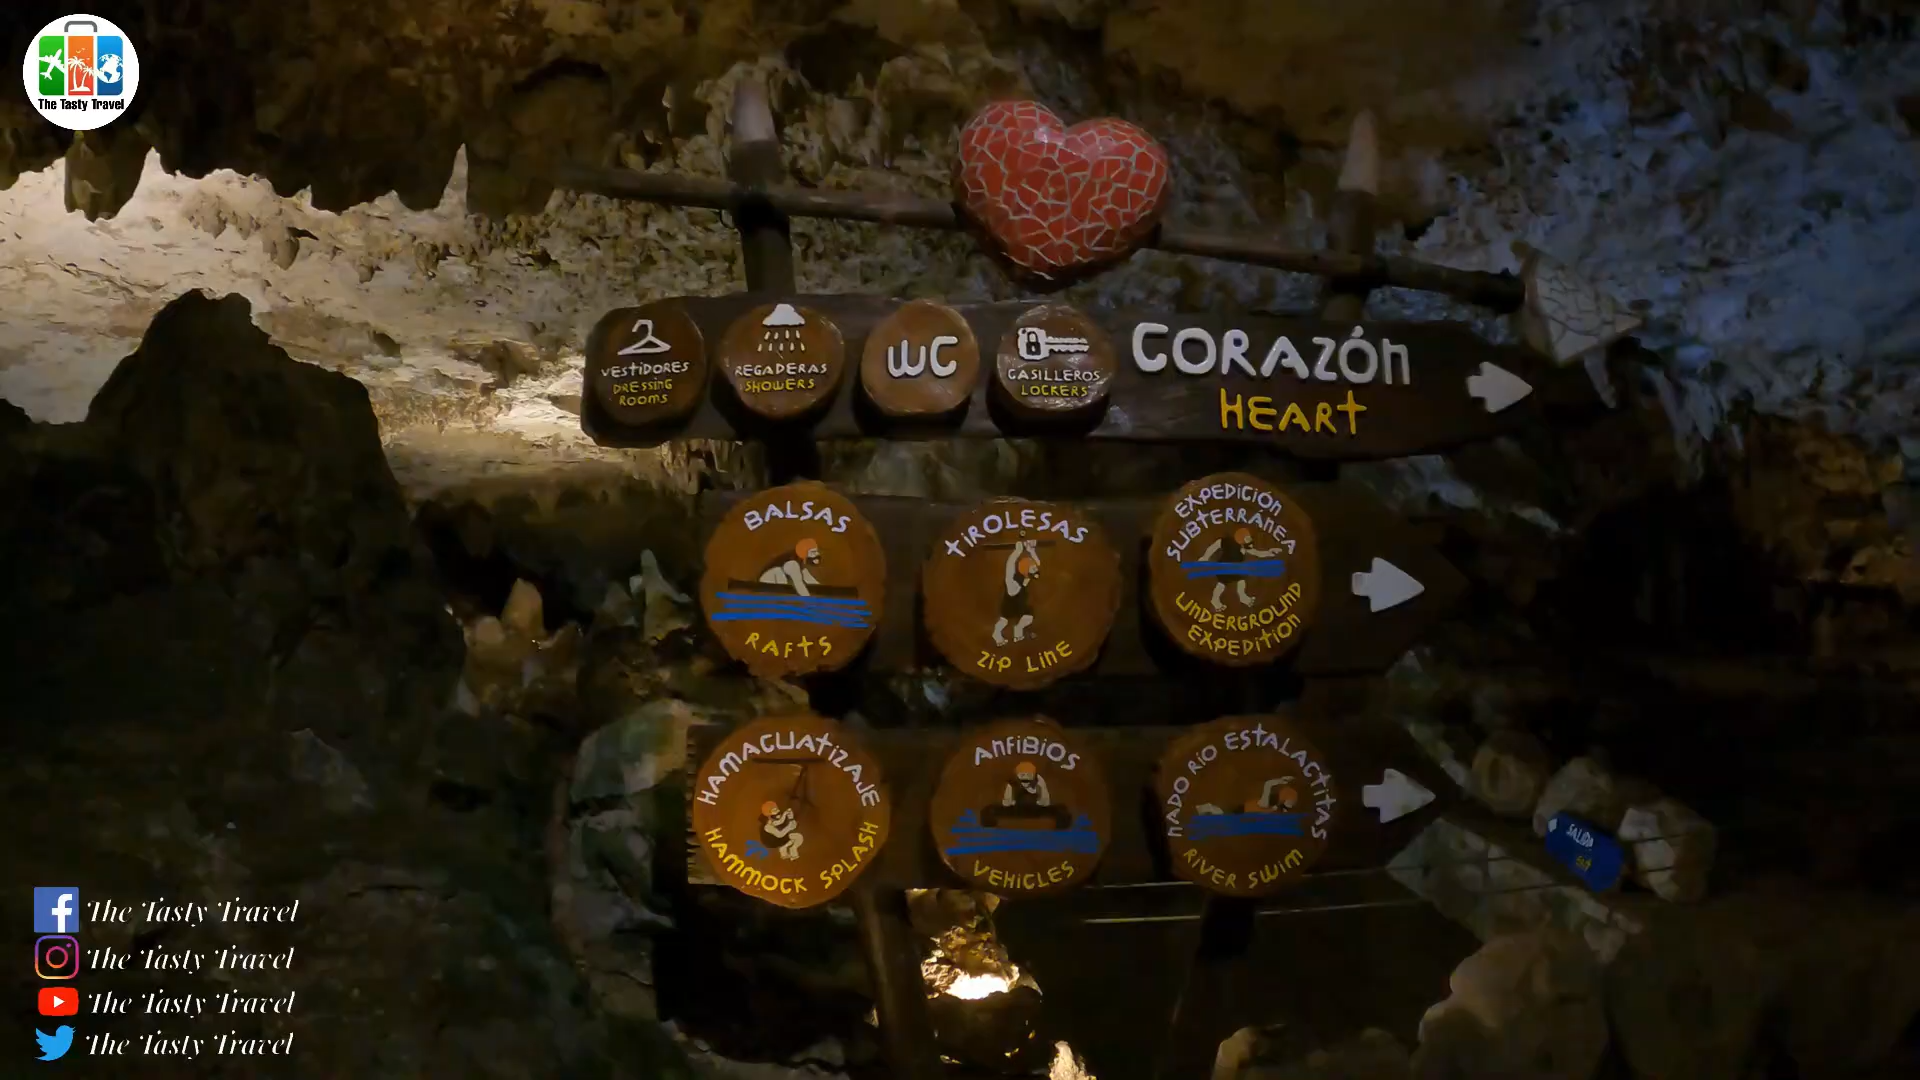 The Tasty Travel
VESTIDORES
DRESSING
ROOMS
REGADERAS
SHOWERS
WC
CASILLEROS
LOCKERS
CORAZÓN
HEART
BALSAS
RAFTS
TIROLESAS
ZIP LINE
EXPEDICIÓN
SUBTERRÁNEA
UNDERGROUND
EXPEDITION
HAMACUATIZAJE
HAMMOCK SPLASH
ANFIBIOS
VEHICLES
NADO RIO ESTALACTITAS
RIVER SWIM
SALIDA
Exit
The Tasty Travel
The Tasty Travel
The Tasty Travel
The Tasty Travel